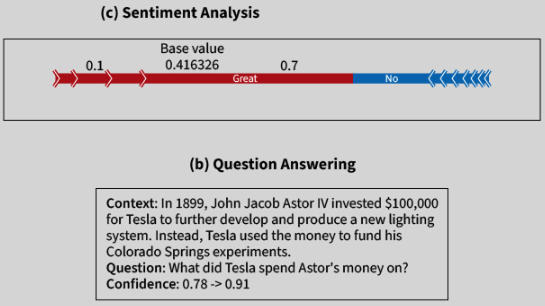 (c) Sentiment Analysis
Base value
0.1 0.416326 0.7
Great No
(b) Question Answering
Context: In 1899, John Jacob Astor IV invested $100,000
for Tesla to further develop and produce a new lighting
system. Instead, Tesla used the money to fund his
Colorado Springs experiments.
Question: What did Tesla spend Astor's money on?
Confidence: 0.78 -> 0.91